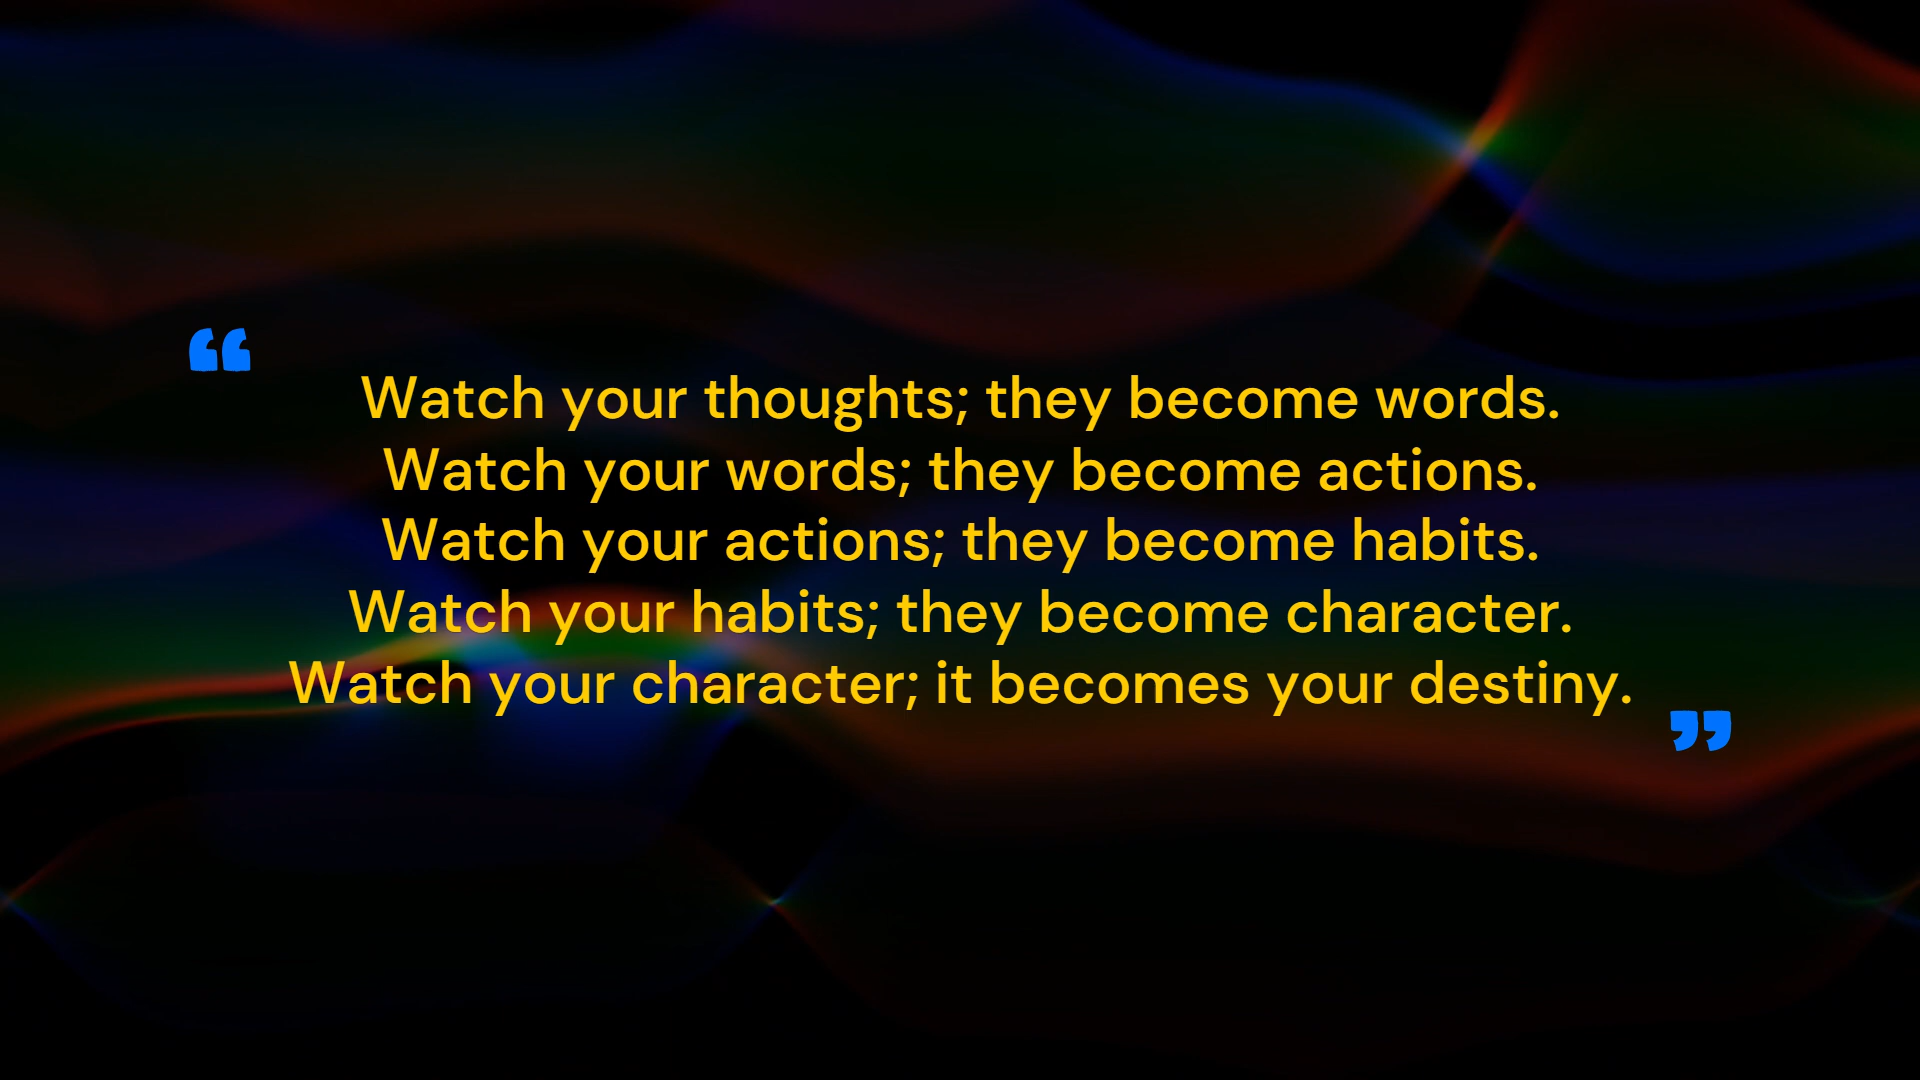 “
Watch your thoughts; they become words.
Watch your words; they become actions.
Watch your actions; they become habits.
Watch your habits; they become character.
Watch your character; it becomes your destiny.
”